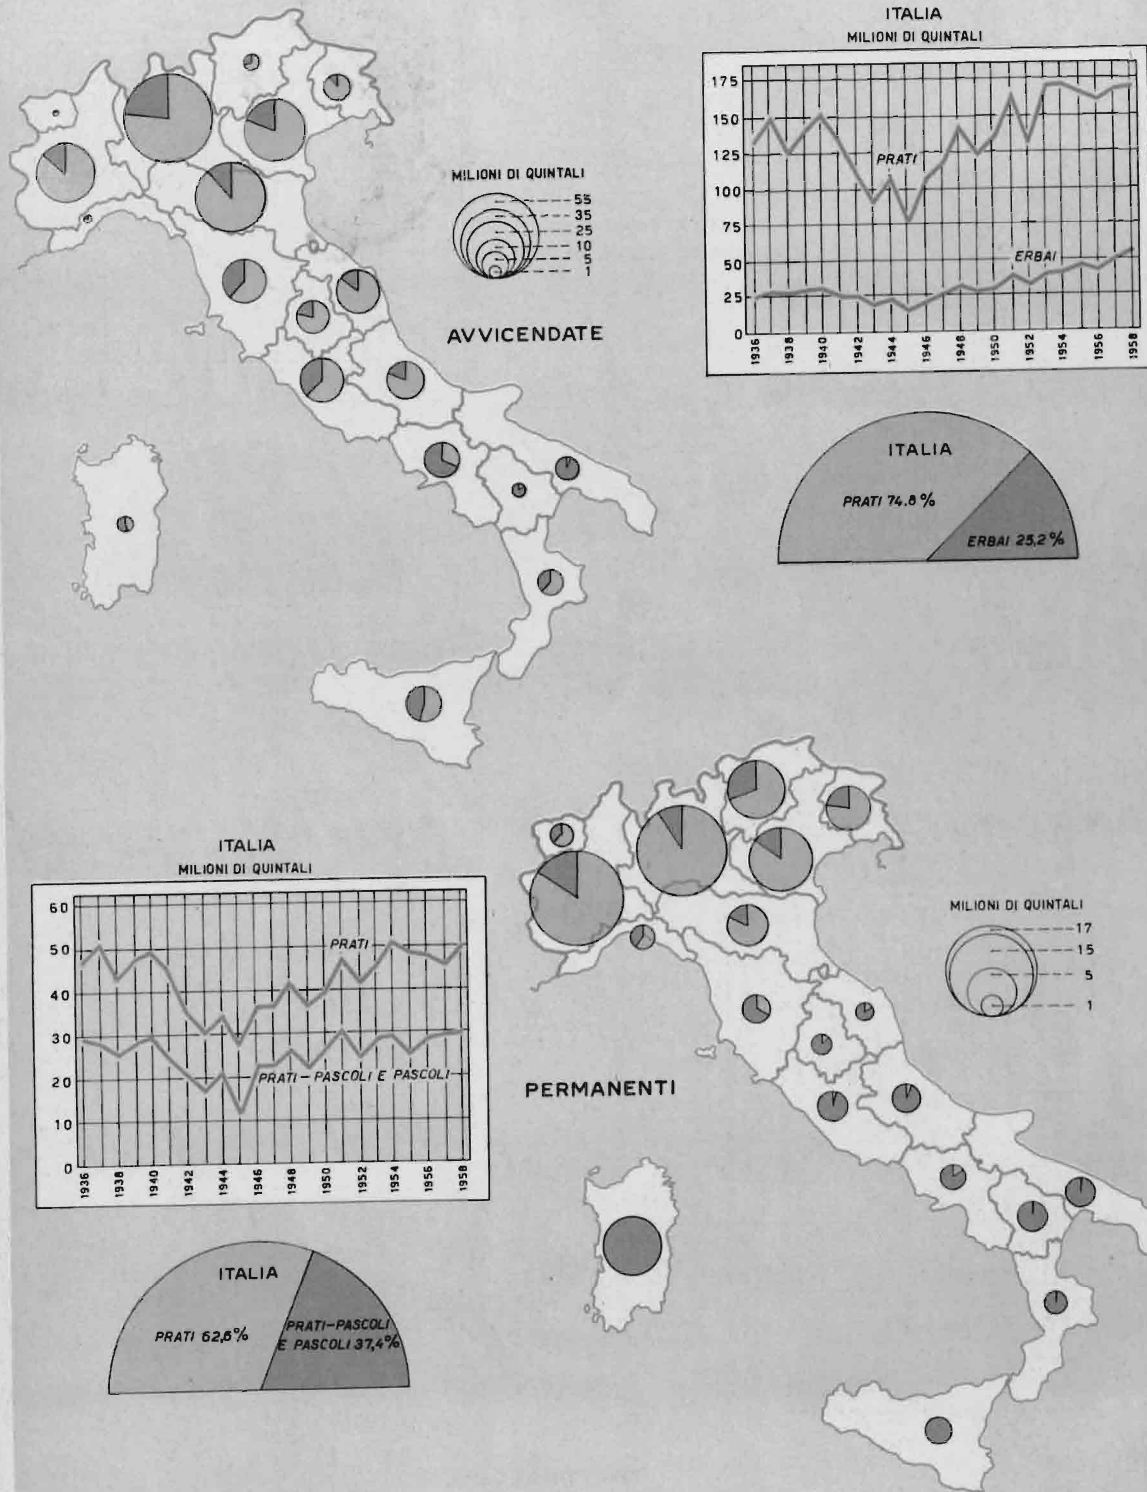 ITALIA
MILIONI DI QUINTALI
175
150
125
100
75
50
25
0
PRATI
ERBAI
1936
1938
1940
1942
1944
1946
1948
1950
1952
1954
1956
1958
MILIONI DI QUINTALI
55
35
25
10
5
1
AVVICENDATE
ITALIA
PRATI 74.8%
ERBAI 25,2%
ITALIA
MILIONI DI QUINTALI
60
50
40
30
20
10
0
PRATI
PRATI-PASCOLI E PASCOLI
1936
1938
1940
1942
1944
1946
1948
1950
1952
1954
1956
1958
MILIONI DI QUINTALI
17
15
5
1
PERMANENTI
ITALIA
PRATI 62,6%
PRATI-PASCOLI
E PASCOLI 37,4%